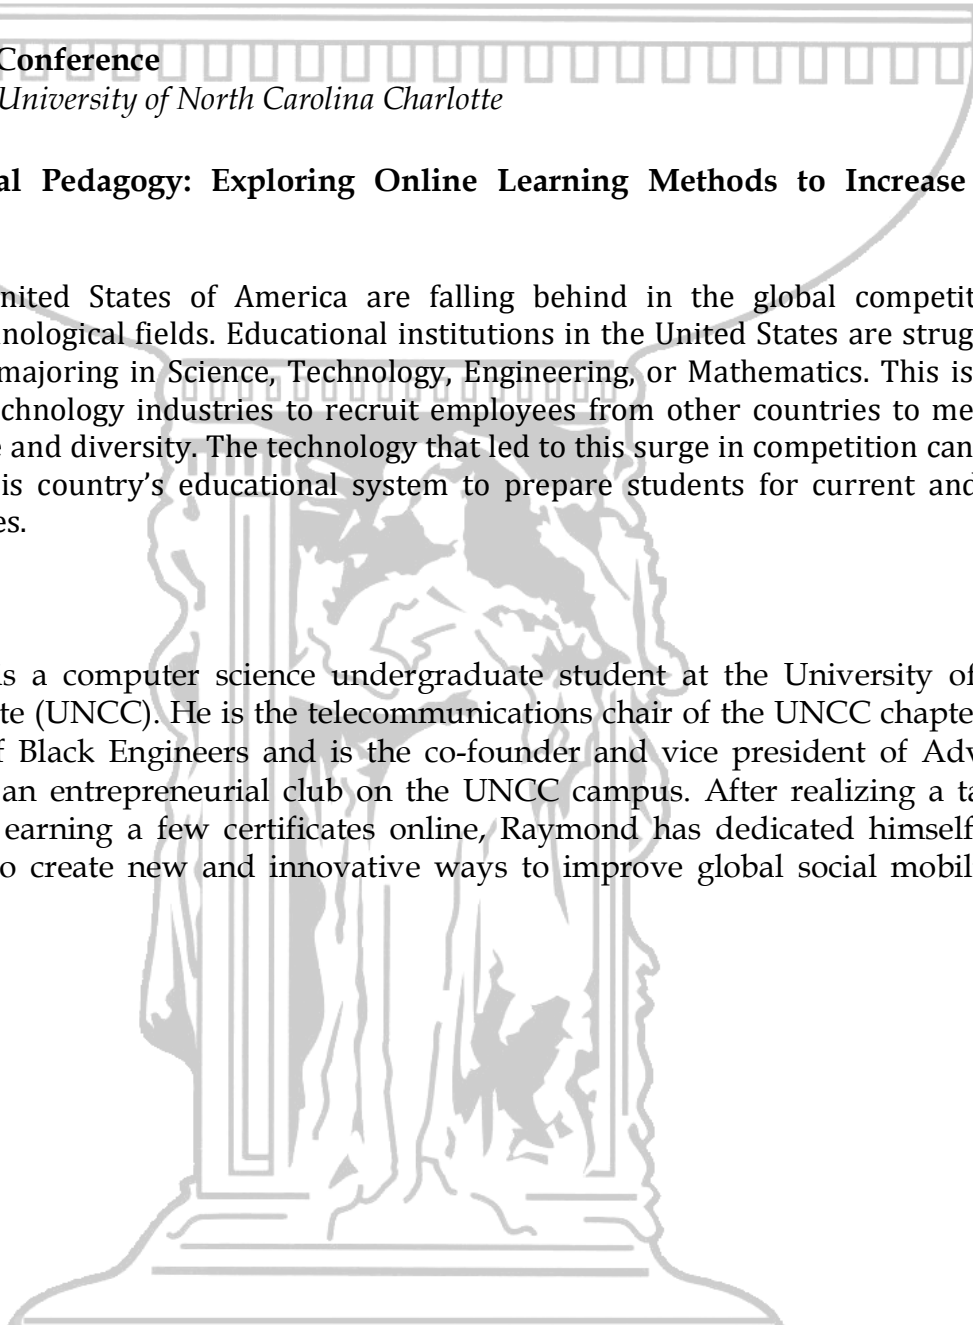 Conference
University of North Carolina Charlotte
al Pedagogy: Exploring Online Learning Methods to Increase
nited States of America are falling behind in the global competit
nological fields. Educational institutions in the United States are strug
majoring in Science, Technology, Engineering, or Mathematics. This is
chnology industries to recruit employees from other countries to me
e and diversity. The technology that led to this surge in competition can
is country’s educational system to prepare students for current and
es.
is a computer science undergraduate student at the University of
te (UNCC). He is the telecommunications chair of the UNCC chapte
f Black Engineers and is the co-founder and vice president of Adv
an entrepreneurial club on the UNCC campus. After realizing a ta
earning a few certificates online, Raymond has dedicated himself
o create new and innovative ways to improve global social mobil